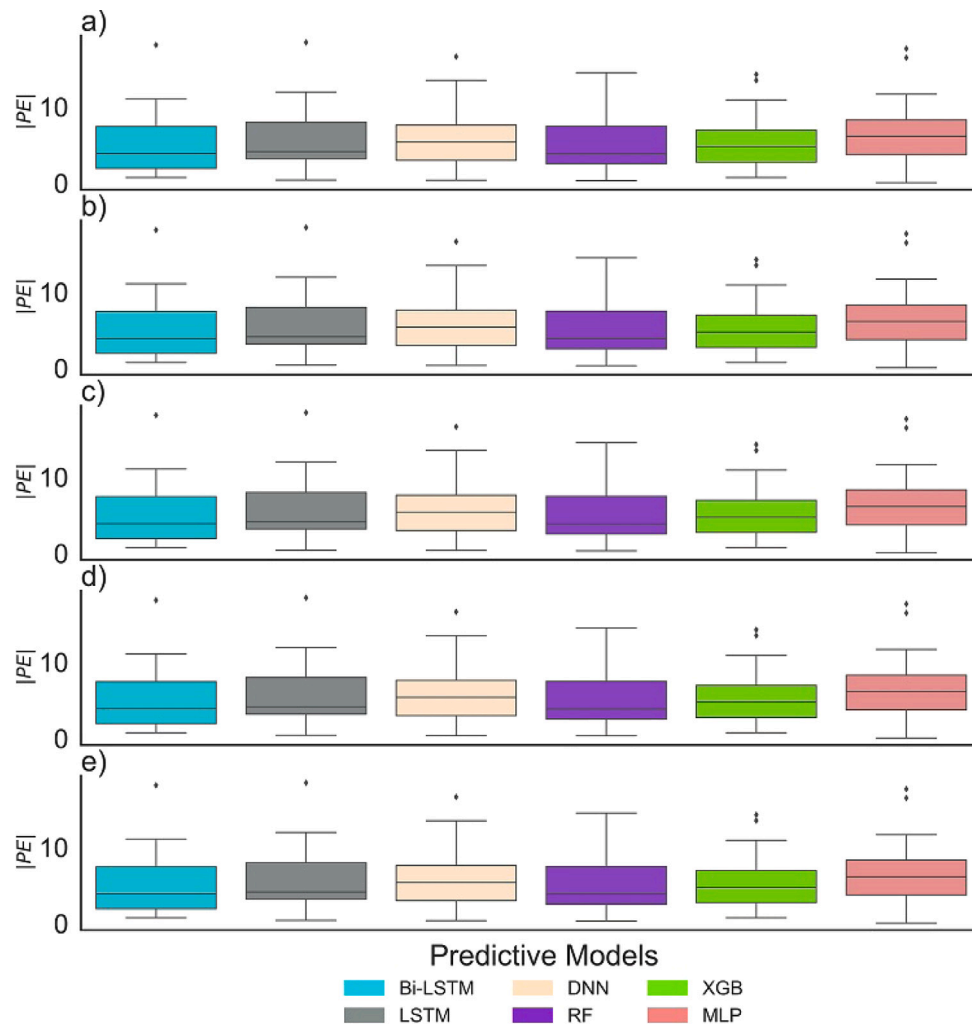 a)
|PE|
10
0
b)
|PE|
10
0
c)
|PE|
10
0
d)
|PE|
10
0
e)
|PE|
10
0
Predictive Models
Bi-LSTM DNN XGB
LSTM RF MLP